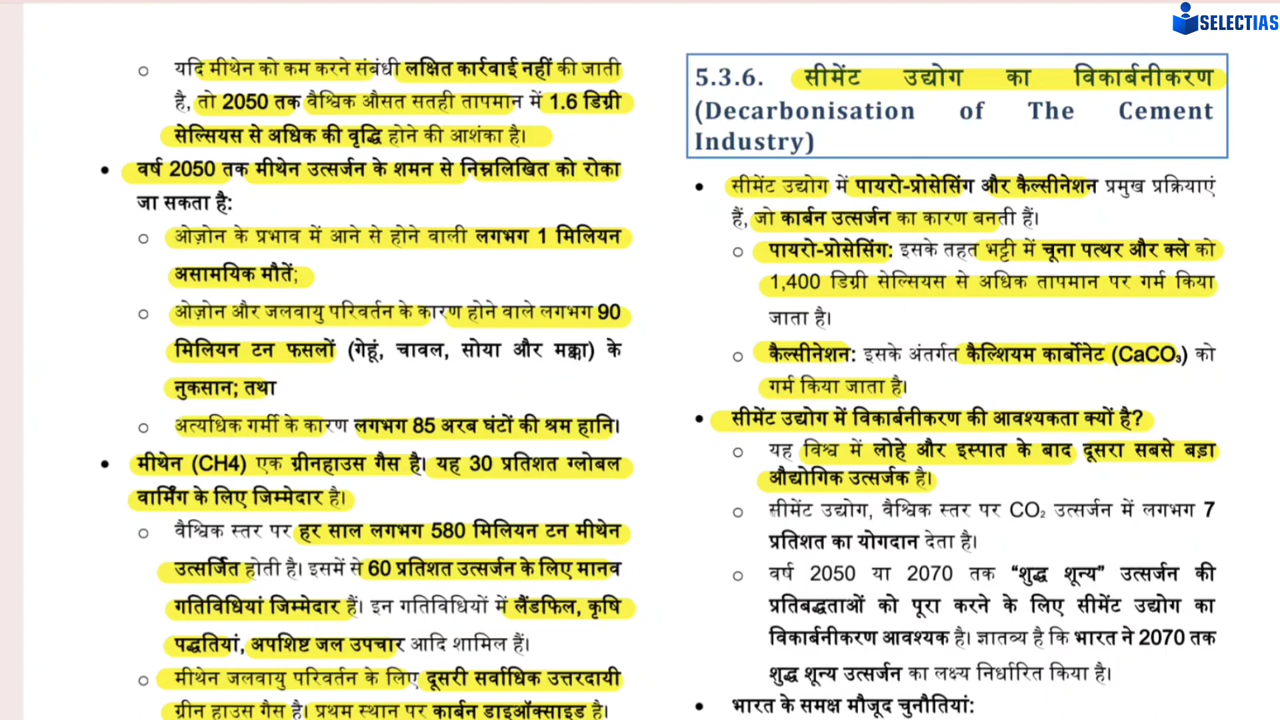 SELECTIAS
यदि मीथेन को कम करने संबंधी लक्षित कार्रवाई नहीं की जाती
है, तो 2050 तक वैश्विक औसत सतही तापमान में 1.6 डिग्री
सेल्सियस से अधिक की वृद्धि होने की आशंका है।
वर्ष 2050 तक मीथेन उत्सर्जन के शमन से निम्नलिखित को रोका
जा सकता है:
ओज़ोन के प्रभाव में आने से होने वाली लगभग 1 मिलियन
असामयिक मौतें;
ओज़ोन और जलवायु परिवर्तन के कारण होने वाले लगभग 90
मिलियन टन फसलों (गेहूं, चावल, सोया और मक्का) के
नुकसान; तथा
अत्यधिक गर्मी के कारण लगभग 85 अरब घंटों की श्रम हानि।
मीथेन (CH4) एक ग्रीनहाउस गैस है। यह 30 प्रतिशत ग्लोबल
वार्मिंग के लिए जिम्मेदार है।
वैश्विक स्तर पर हर साल लगभग 580 मिलियन टन मीथेन
उत्सर्जित होती है। इसमें से 60 प्रतिशत उत्सर्जन के लिए मानव
गतिविधियां जिम्मेदार हैं। इन गतिविधियों में लैंडफिल, कृषि
पद्धतियां, अपशिष्ट जल उपचार आदि शामिल हैं।
मीथेन जलवायु परिवर्तन के लिए दूसरी सर्वाधिक उत्तरदायी
ग्रीन हाउस गैस है। प्रथम स्थान पर कार्बन डाइऑक्साइड है।
5.3.6. सीमेंट उद्योग का विकार्बनीकरण
(Decarbonisation of The Cement
Industry)
सीमेंट उद्योग में पायरो-प्रोसेसिंग और कैल्सीनेशन प्रमुख प्रक्रियाएं
हैं, जो कार्बन उत्सर्जन का कारण बनती हैं।
पायरो-प्रोसेसिंग: इसके तहत भट्टी में चूना पत्थर और क्ले को
1,400 डिग्री सेल्सियस से अधिक तापमान पर गर्म किया
जाता है।
कैल्सीनेशन: इसके अंतर्गत कैल्शियम कार्बोनेट (CaCO₃) को
गर्म किया जाता है।
सीमेंट उद्योग में विकार्बनीकरण की आवश्यकता क्यों है?
यह विश्व में लोहे और इस्पात के बाद दूसरा सबसे बड़ा
औद्योगिक उत्सर्जक है।
सीमेंट उद्योग, वैश्विक स्तर पर CO₂ उत्सर्जन में लगभग 7
प्रतिशत का योगदान देता है।
वर्ष 2050 या 2070 तक “शुद्ध शून्य” उत्सर्जन की
प्रतिबद्धताओं को पूरा करने के लिए सीमेंट उद्योग का
विकार्बनीकरण आवश्यक है। ज्ञातव्य है कि भारत ने 2070 तक
शुद्ध शून्य उत्सर्जन का लक्ष्य निर्धारित किया है।
भारत के समक्ष मौजूद चुनौतियां: